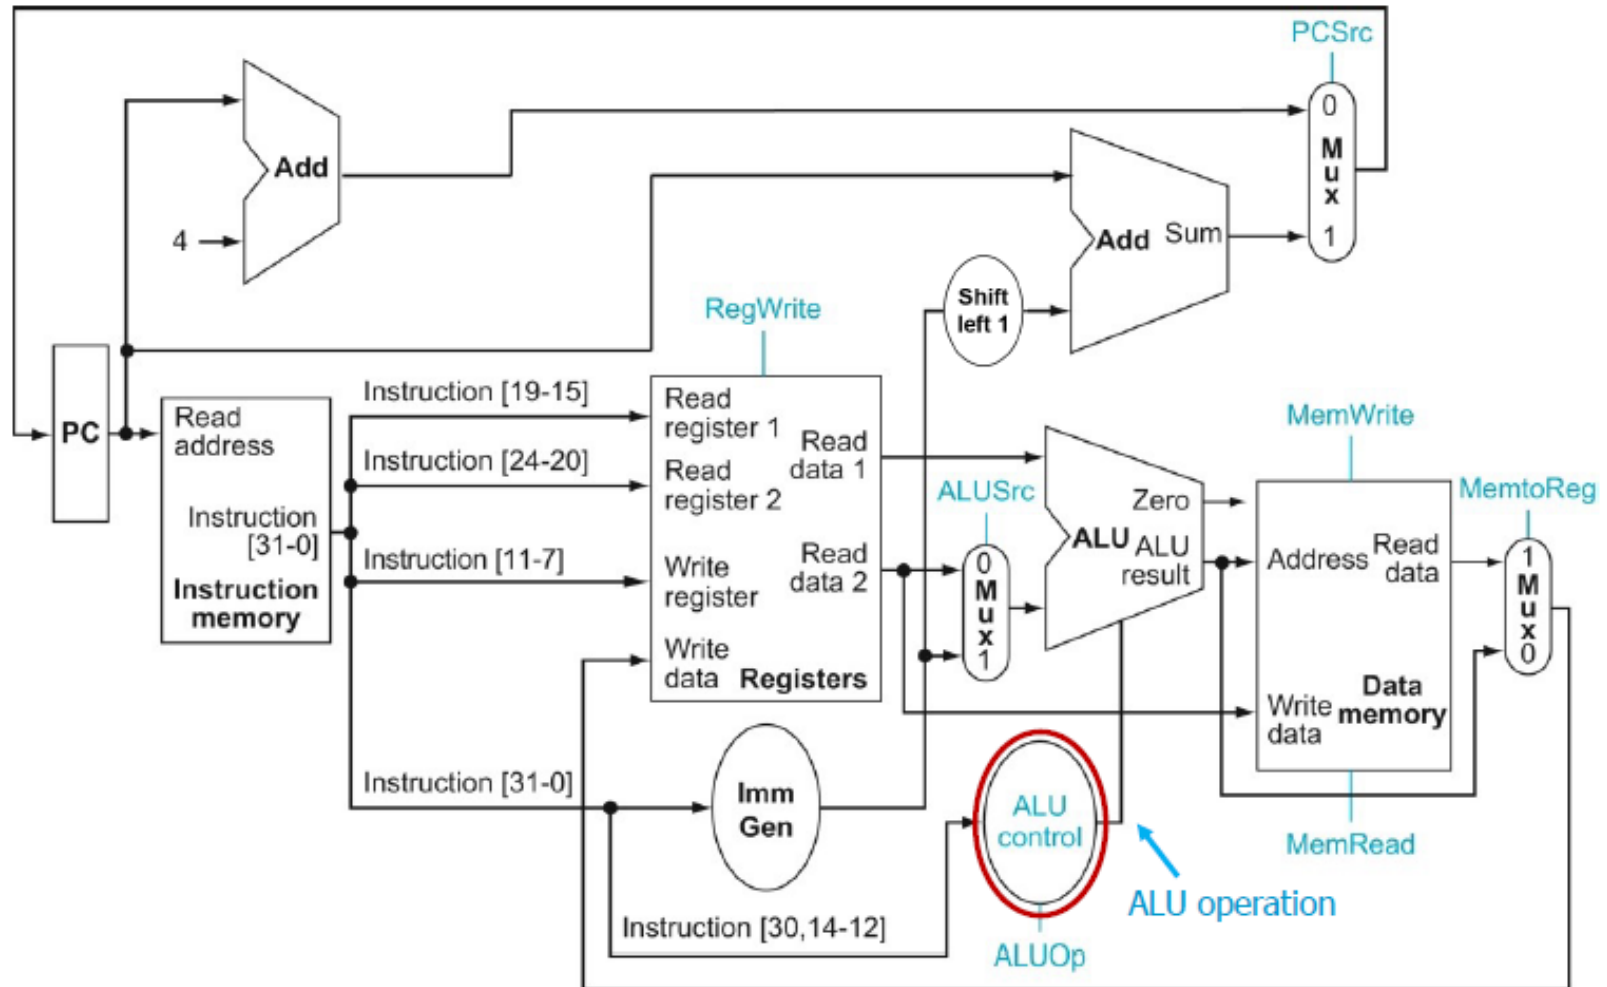 PCSrc
0
Mux
1
Add
4
Add Sum
Shift
left 1
RegWrite
PC
Read
address
Instruction
[31-0]
Instruction
memory
Instruction [19-15]
Instruction [24-20]
Instruction [11-7]
Instruction [31-0]
Read
register 1
Read
data 1
Read
register 2
Read
data 2
Write
register
Write
data
Registers
ALUSrc
0
Mux
1
Zero
ALU
ALU
result
MemWrite
Address
Read
data
Write
data
Data
memory
MemRead
MemtoReg
1
Mux
0
Imm
Gen
ALU
control
ALU operation
Instruction [30,14-12]
ALUOp